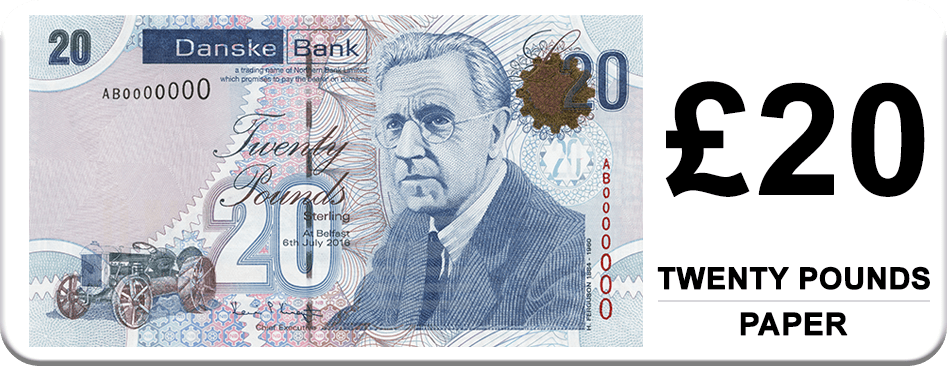 20
Danske Bank
a trading name of Northern Bank Limited
which promises to pay the bearer on demand
AB0000000
20
20
Twenty
Pounds
20
Sterling
At Belfast
6th July 2016
Chief Executive
H. FERGUSON 1884 - 1960
AB0000000
£20
TWENTY POUNDS
PAPER